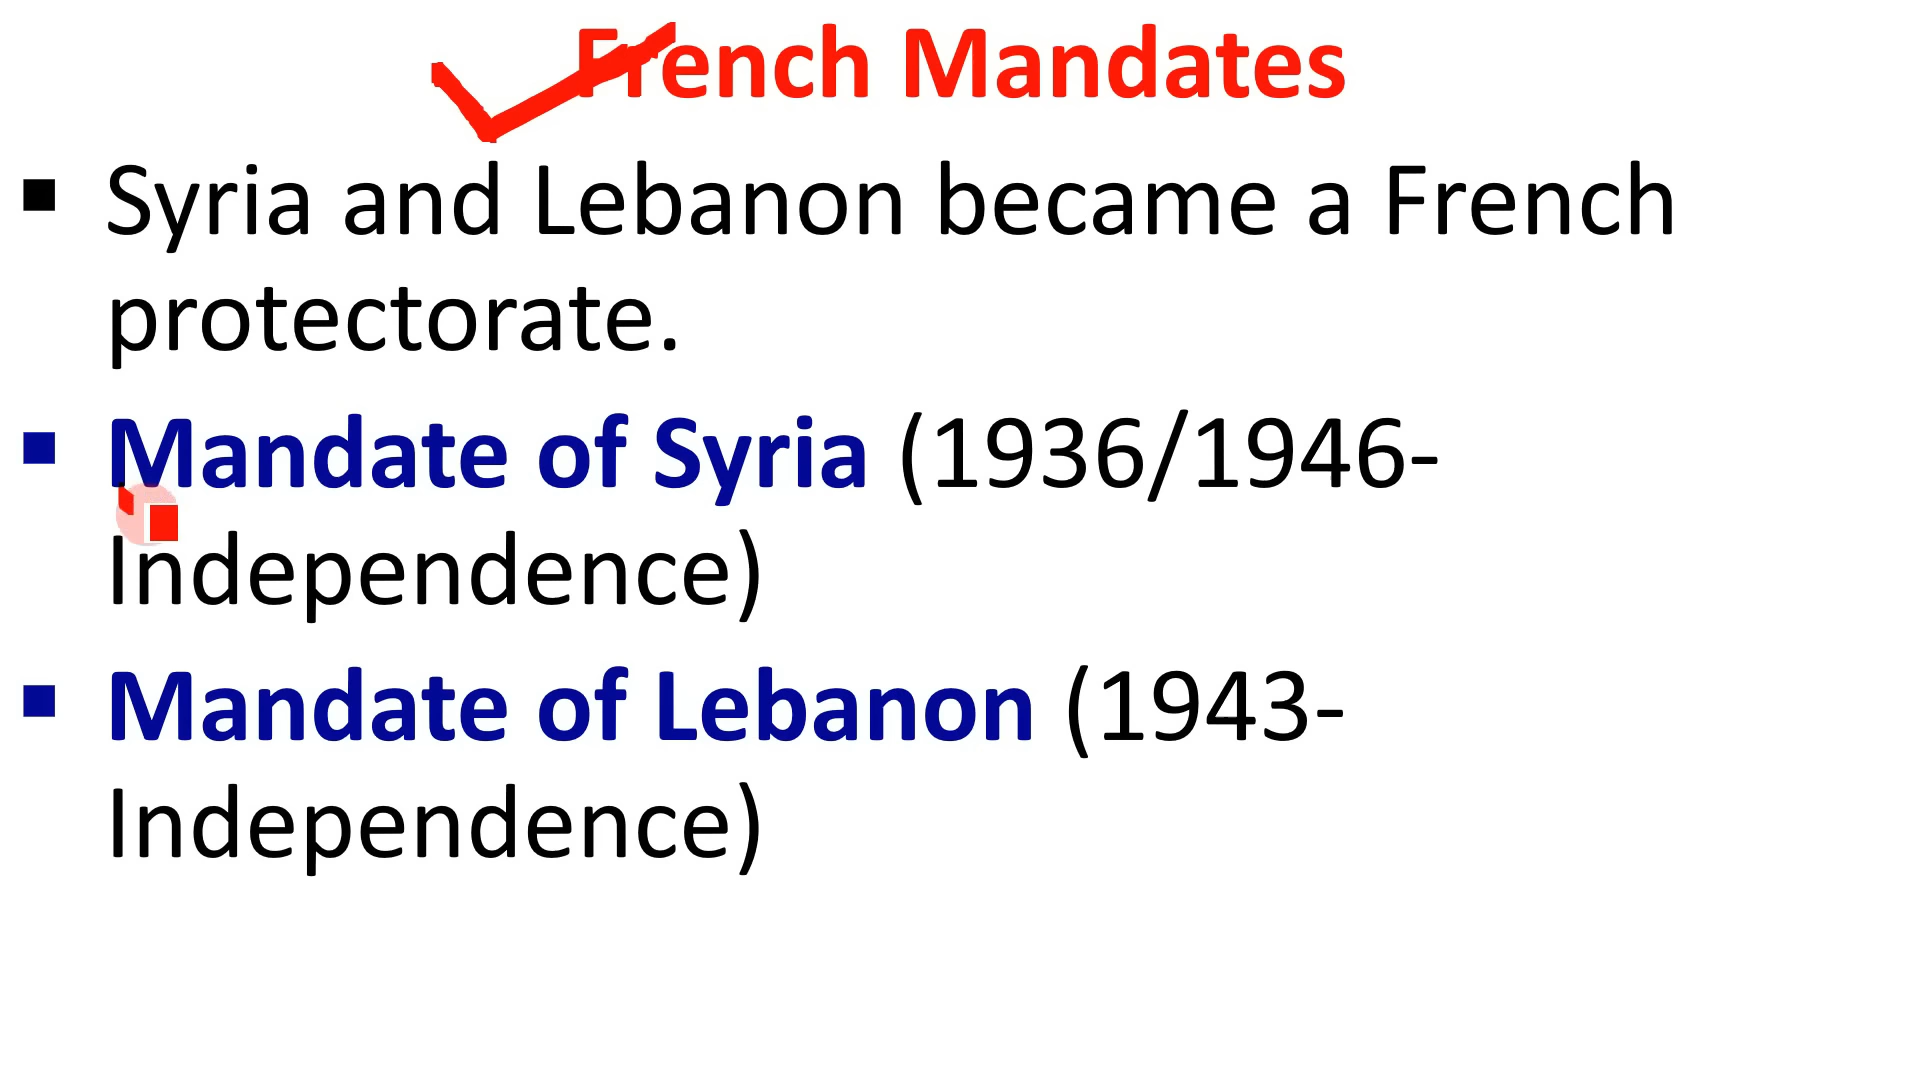 French Mandates
▪ Syria and Lebanon became a French
protectorate.
▪ Mandate of Syria (1936/1946-
Independence)
▪ Mandate of Lebanon (1943-
Independence)